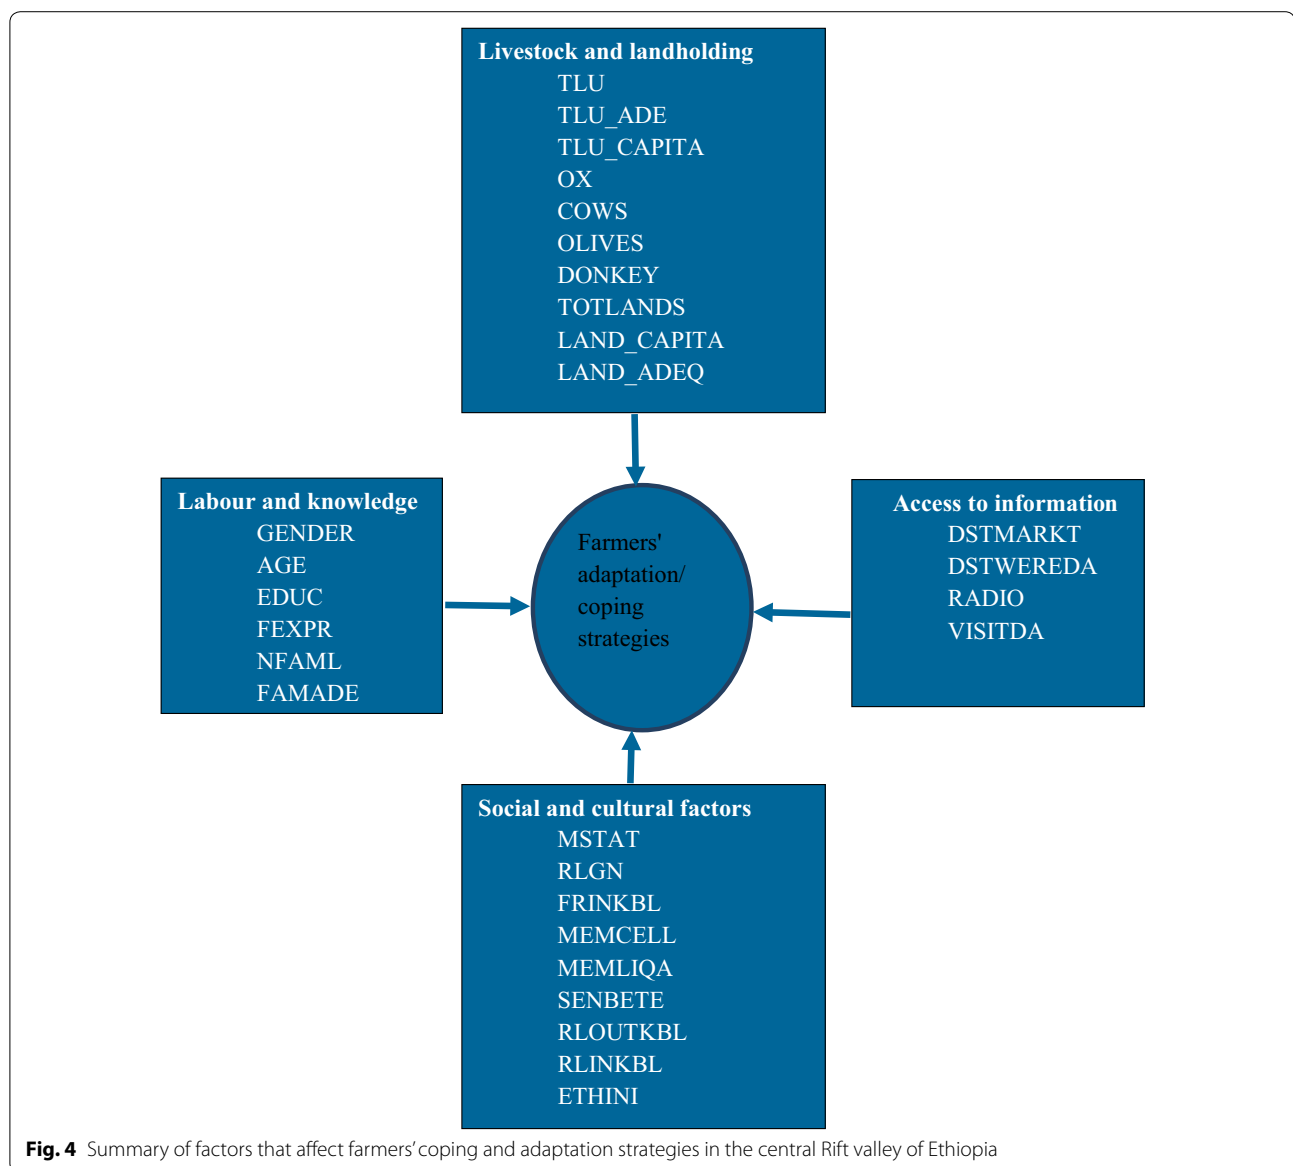 Livestock and landholding
TLU
TLU_ADE
TLU_CAPITA
OX
COWS
OLIVES
DONKEY
TOTLANDS
LAND_CAPITA
LAND_ADEQ
Labour and knowledge
GENDER
AGE
EDUC
FEXPR
NFAML
FAMADE
Farmers'
adaptation/
coping
strategies
Access to information
DSTMARKT
DSTWEREDA
RADIO
VISITDA
Social and cultural factors
MSTAT
RLGN
FRINKBL
MEMCELL
MEMLIQA
SENBETE
RLOUTKBL
RLINKBL
ETHINI
Fig. 4 Summary of factors that affect farmers' coping and adaptation strategies in the central Rift valley of Ethiopia